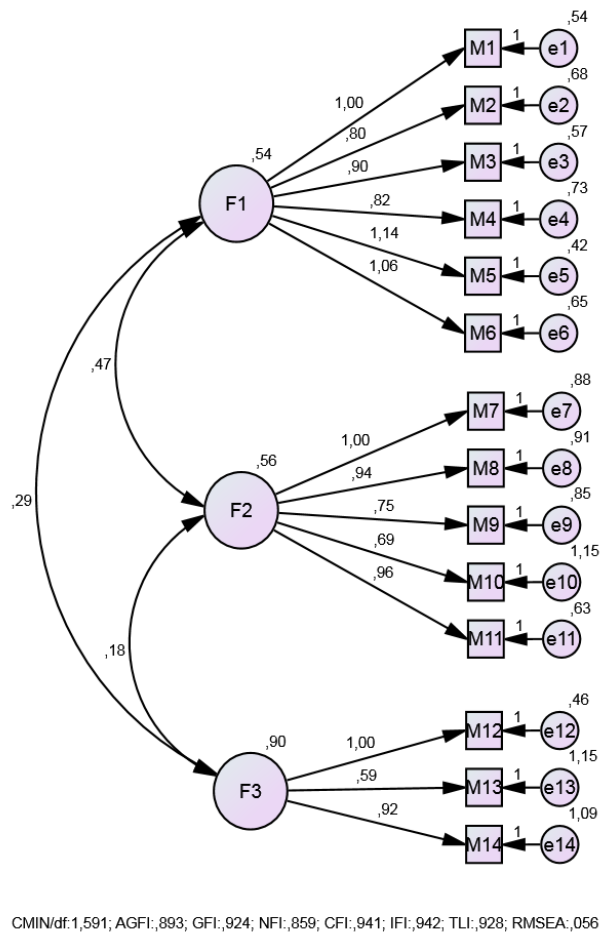 ,54
M1 1 e1
,68
1,00
M2 1 e2
,80
,57
,54
,90
M3 1 e3
,73
F1
,82
M4 1 e4
1,14
,42
M5 1 e5
1,06
,65
M6 1 e6
,47
,88
M7 1 e7
1,00
,91
,56
,94
M8 1 e8
,85
,29
F2
,75
M9 1 e9
,69
1,15
M10 1 e10
,96
,63
M11 1 e11
,18
,46
,90
1,00
M12 1 e12
1,15
F3
,59
M13 1 e13
,92
1,09
M14 1 e14
CMIN/df:1,591; AGFI:,893; GFI:,924; NFI:,859; CFI:,941; IFI:,942; TLI:,928; RMSEA:,056